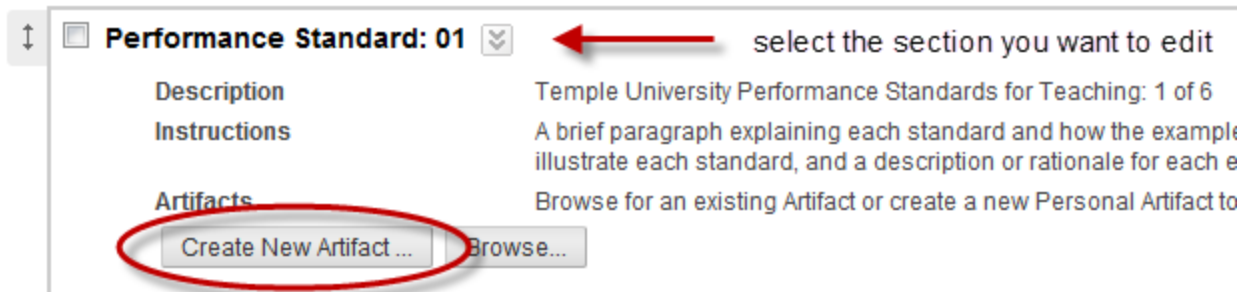 Performance Standard: 01
select the section you want to edit
Description
Temple University Performance Standards for Teaching: 1 of 6
Instructions
A brief paragraph explaining each standard and how the example
illustrate each standard, and a description or rationale for each e
Artifacts
Browse for an existing Artifact or create a new Personal Artifact to
Create New Artifact ...
Browse...